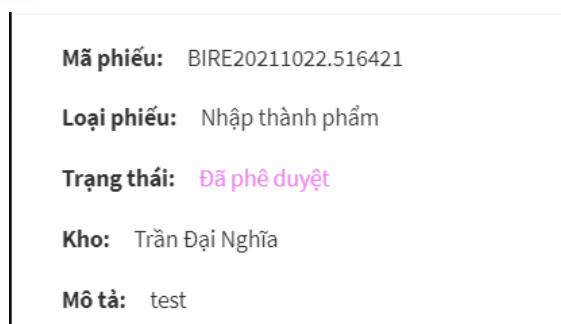 Mã phiếu: BIRE20211022.516421
Loại phiếu: Nhập thành phẩm
Trạng thái: Đã phê duyệt
Kho: Trần Đại Nghĩa
Mô tả: test